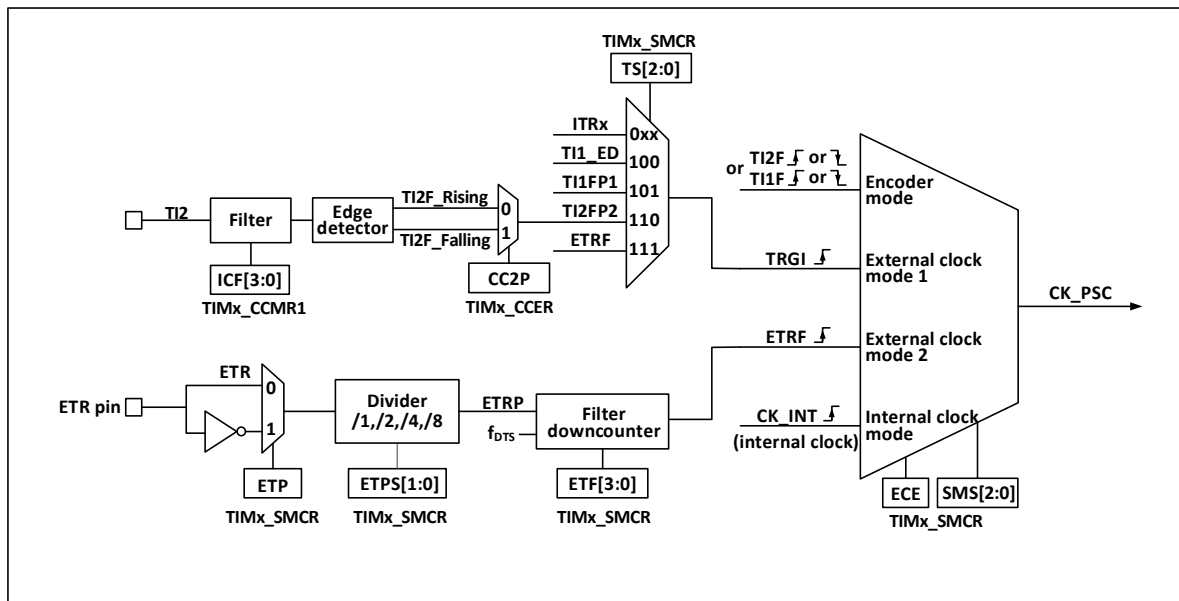 TIMx_SMCR
TS[2:0]
ITRx
0xx
TI1_ED
100
TI1FP1
101
TI2FP2
110
ETRF
111
TI2
Filter
Edge
detector
TI2F_Rising
TI2F_Falling
0
1
ICF[3:0]
TIMx_CCMR1
CC2P
TIMx_CCER
or TI2F or
TI1F or
Encoder
mode
TRGI
External clock
mode 1
ETRF
External clock
mode 2
CK_INT
(internal clock)
Internal clock
mode
CK_PSC
ECE
SMS[2:0]
TIMx_SMCR
ETR pin
ETR
0
1
ETP
TIMx_SMCR
Divider
/1,/2,/4,/8
ETPS[1:0]
TIMx_SMCR
ETRP
fDTS
Filter
downcounter
ETF[3:0]
TIMx_SMCR